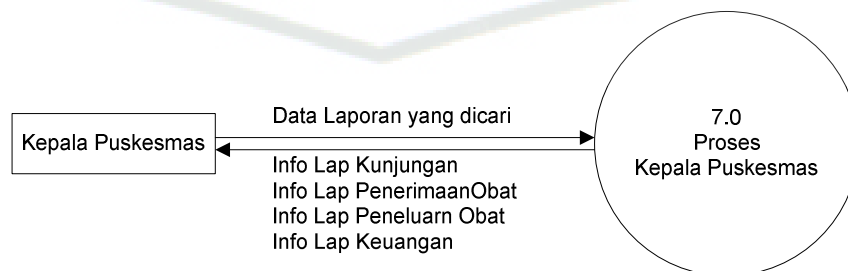 Kepala Puskesmas
Data Laporan yang dicari
Info Lap Kunjungan
Info Lap PenerimaanObat
Info Lap Peneluarn Obat
Info Lap Keuangan
7.0
Proses
Kepala Puskesmas